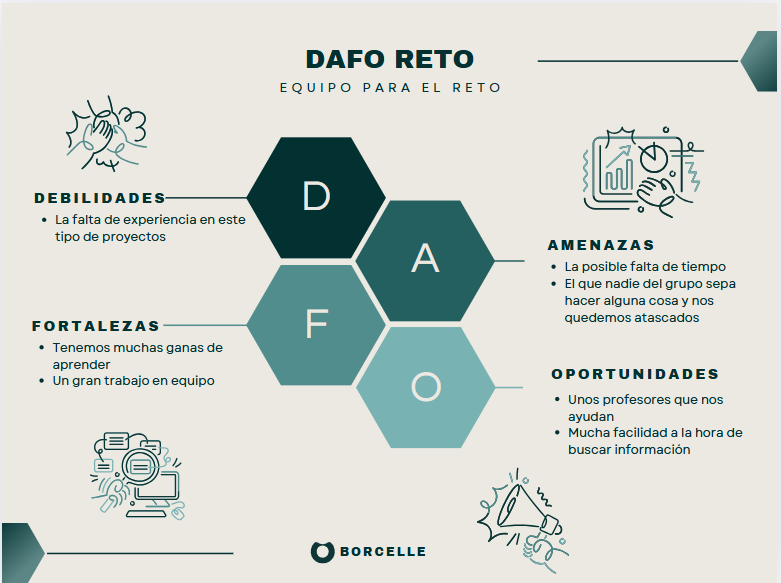 DAFO RETO
EQUIPO PARA EL RETO
DEBILIDADES
• La falta de experiencia en este
tipo de proyectos
D
A
AMENAZAS
• La posible falta de tiempo
• El que nadie del grupo sepa
hacer alguna cosa y nos
quedemos atascados
FORTALEZAS
• Tenemos muchas ganas de
aprender
• Un gran trabajo en equipo
F
O
OPORTUNIDADES
• Unos profesores que nos
ayudan
• Mucha facilidad a la hora de
buscar información
BORCELLE